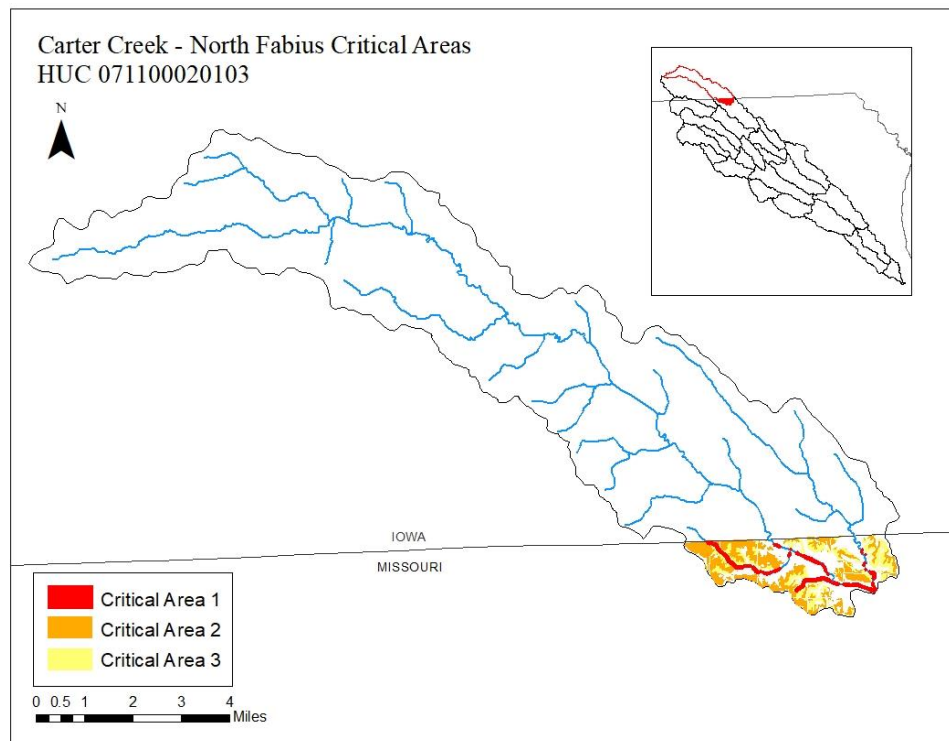 Carter Creek - North Fabius Critical Areas
HUC 071100020103
N
IOWA
MISSOURI
Critical Area 1
Critical Area 2
Critical Area 3
0 0.5 1 2 3 4
Miles